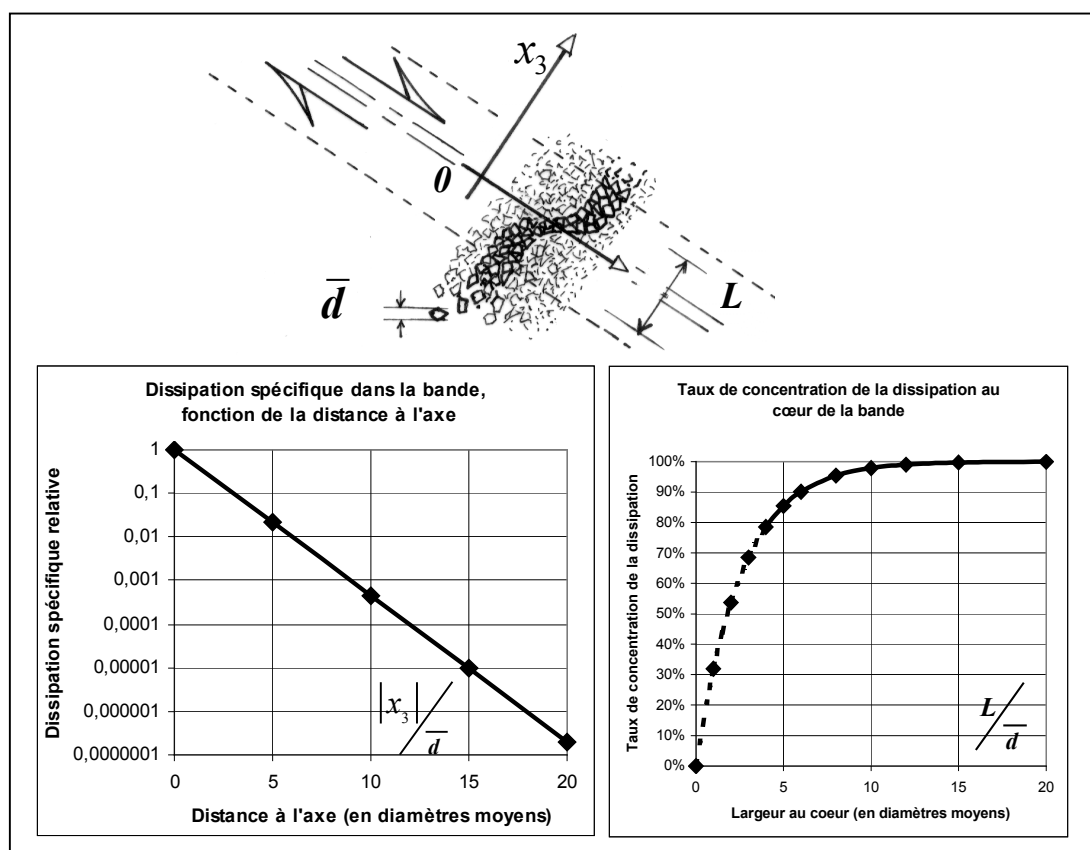 x₃
0
d̄
L
Dissipation spécifique dans la bande,
fonction de la distance à l'axe
Dissipation spécifique relative
1
0,1
0,01
0,001
0,0001
0,00001
0,000001
0,0000001
|x₃| / d̄
0 5 10 15 20
Distance à l'axe (en diamètres moyens)
Taux de concentration de la dissipation au
cœur de la bande
Taux de concentration de la dissipation
100%
90%
80%
70%
60%
50%
40%
30%
20%
10%
0%
L / d̄
0 5 10 15 20
Largeur au coeur (en diamètres moyens)